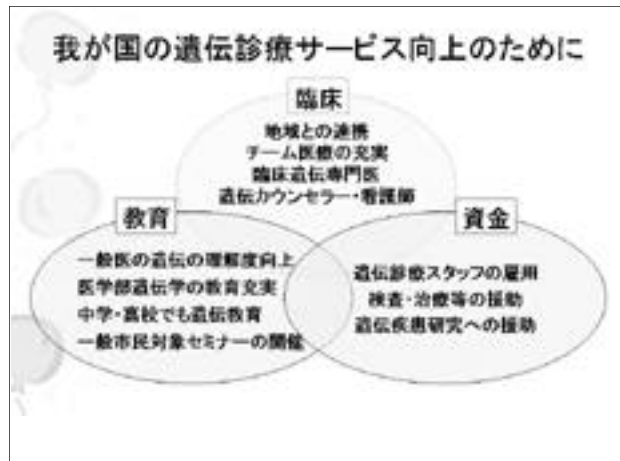 我が国の遺伝診療サービス向上のために
臨床
地域との連携
チーム医療の充実
臨床遺伝専門医
遺伝カウンセラー・看護師
教育
一般医の遺伝の理解度向上
医学部遺伝学の教育充実
中学・高校でも遺伝教育
一般市民対象セミナーの開催
資金
遺伝診療スタッフの雇用
検査・治療等の援助
遺伝疾患研究への援助